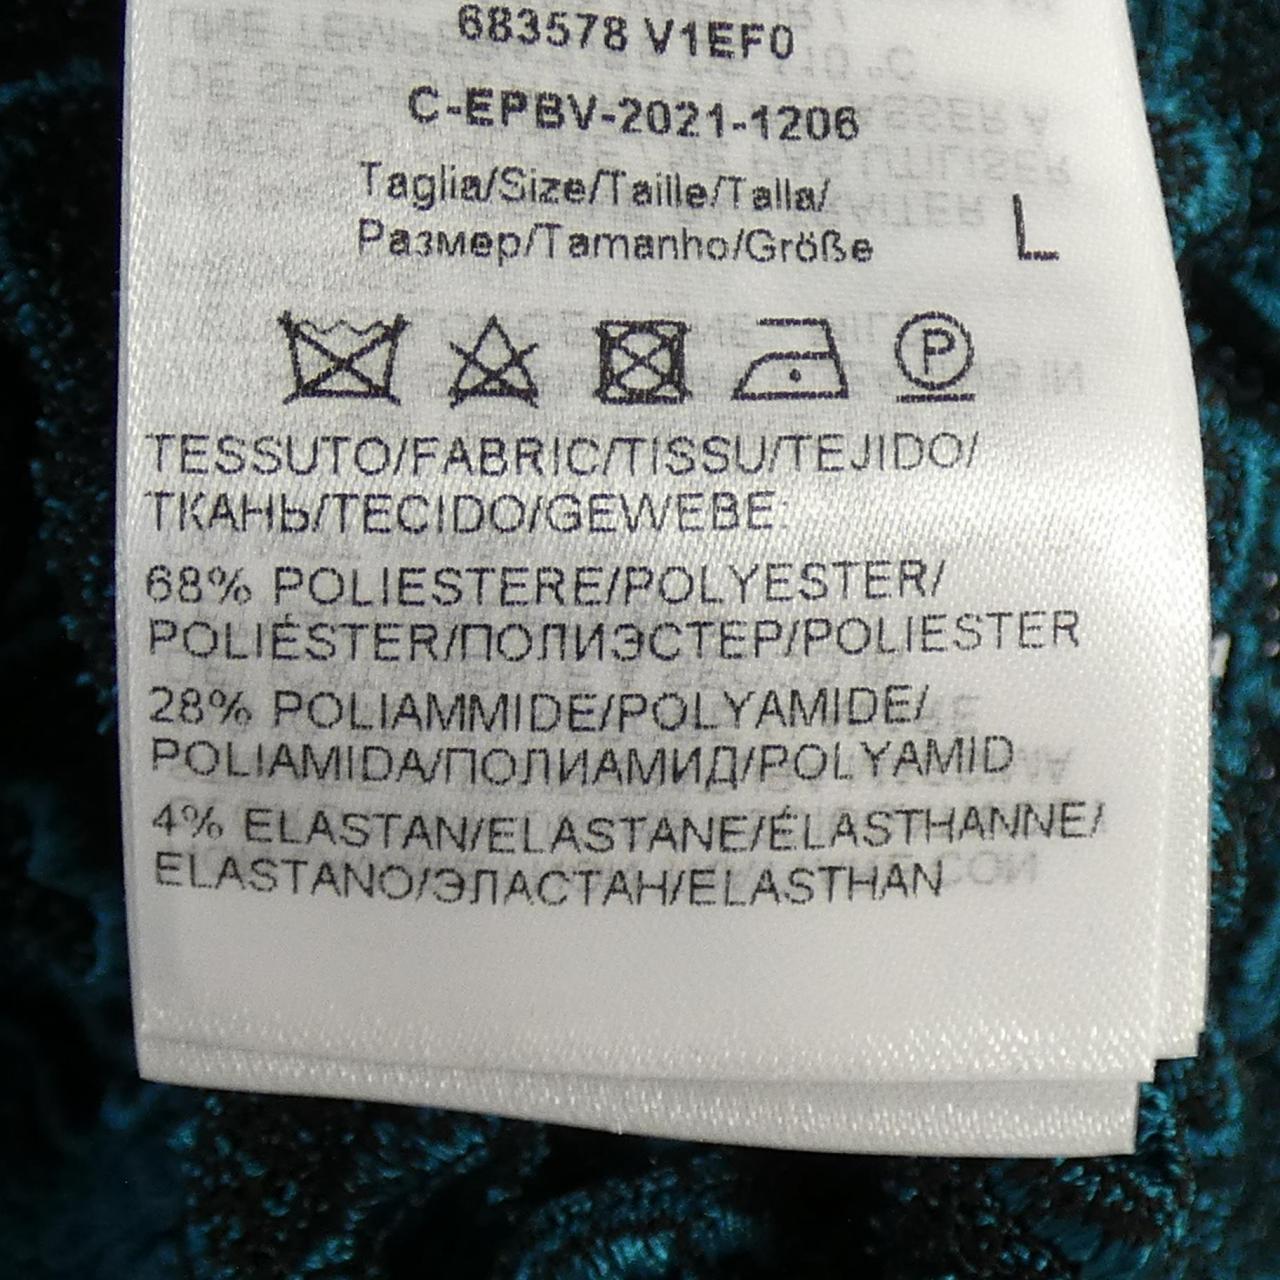 683578 V1EF0
C-EPBV-2021-1206
Taglia/Size/Taille/Talla/
Размер/Tamanho/Größe L
P
TESSUTO/FABRIC/TISSU/TEJIDO/
ТКАНЬ/TECIDO/GEWEBE:
68% POLIESTERE/POLYESTER/
POLIÉSTER/ПОЛИЭСТЕР/POLIESTER
28% POLIAMMIDE/POLYAMIDE/
POLIAMIDA/ПОЛИАМИД/POLYAMID
4% ELASTAN/ELASTANE/ÉLASTHANNE/
ELASTANO/ЭЛАСТАН/ELASTHAN